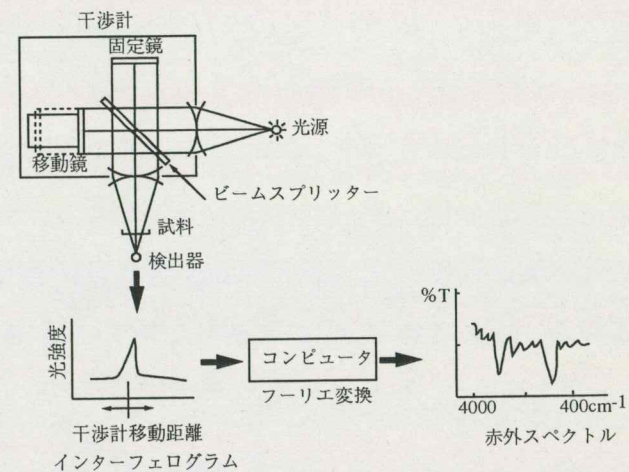 干渉計
固定鏡
光源
移動鏡
ビームスプリッター
試料
検出器
光強度
干渉計移動距離
インターフェログラム
コンピュータ
フーリエ変換
%T
4000 400cm-1
赤外スペクトル